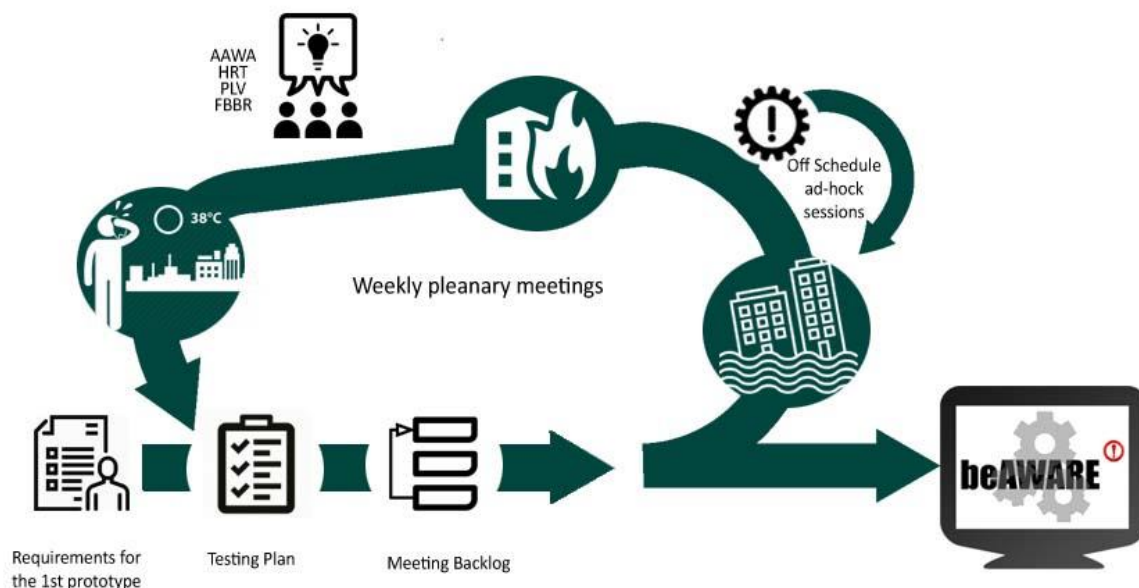 AAWA
HRT
PLV
FBBR
Off Schedule
ad-hock
sessions
38°C
Weekly pleanary meetings
beAWARE
Requirements for
the 1st prototype
Testing Plan
Meeting Backlog